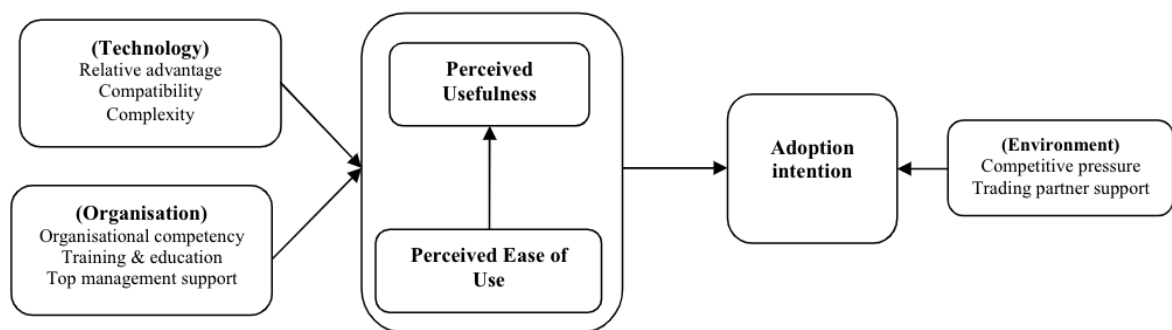 (Technology)
Relative advantage
Compatibility
Complexity
(Organisation)
Organisational competency
Training & education
Top management support
Perceived
Usefulness
Perceived Ease of
Use
Adoption
intention
(Environment)
Competitive pressure
Trading partner support